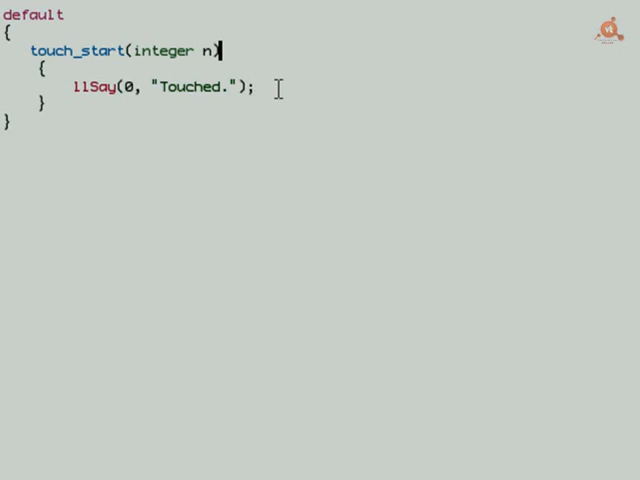 default
{
touch_start(integer n)
{
llSay(0, "Touched.");
}
}